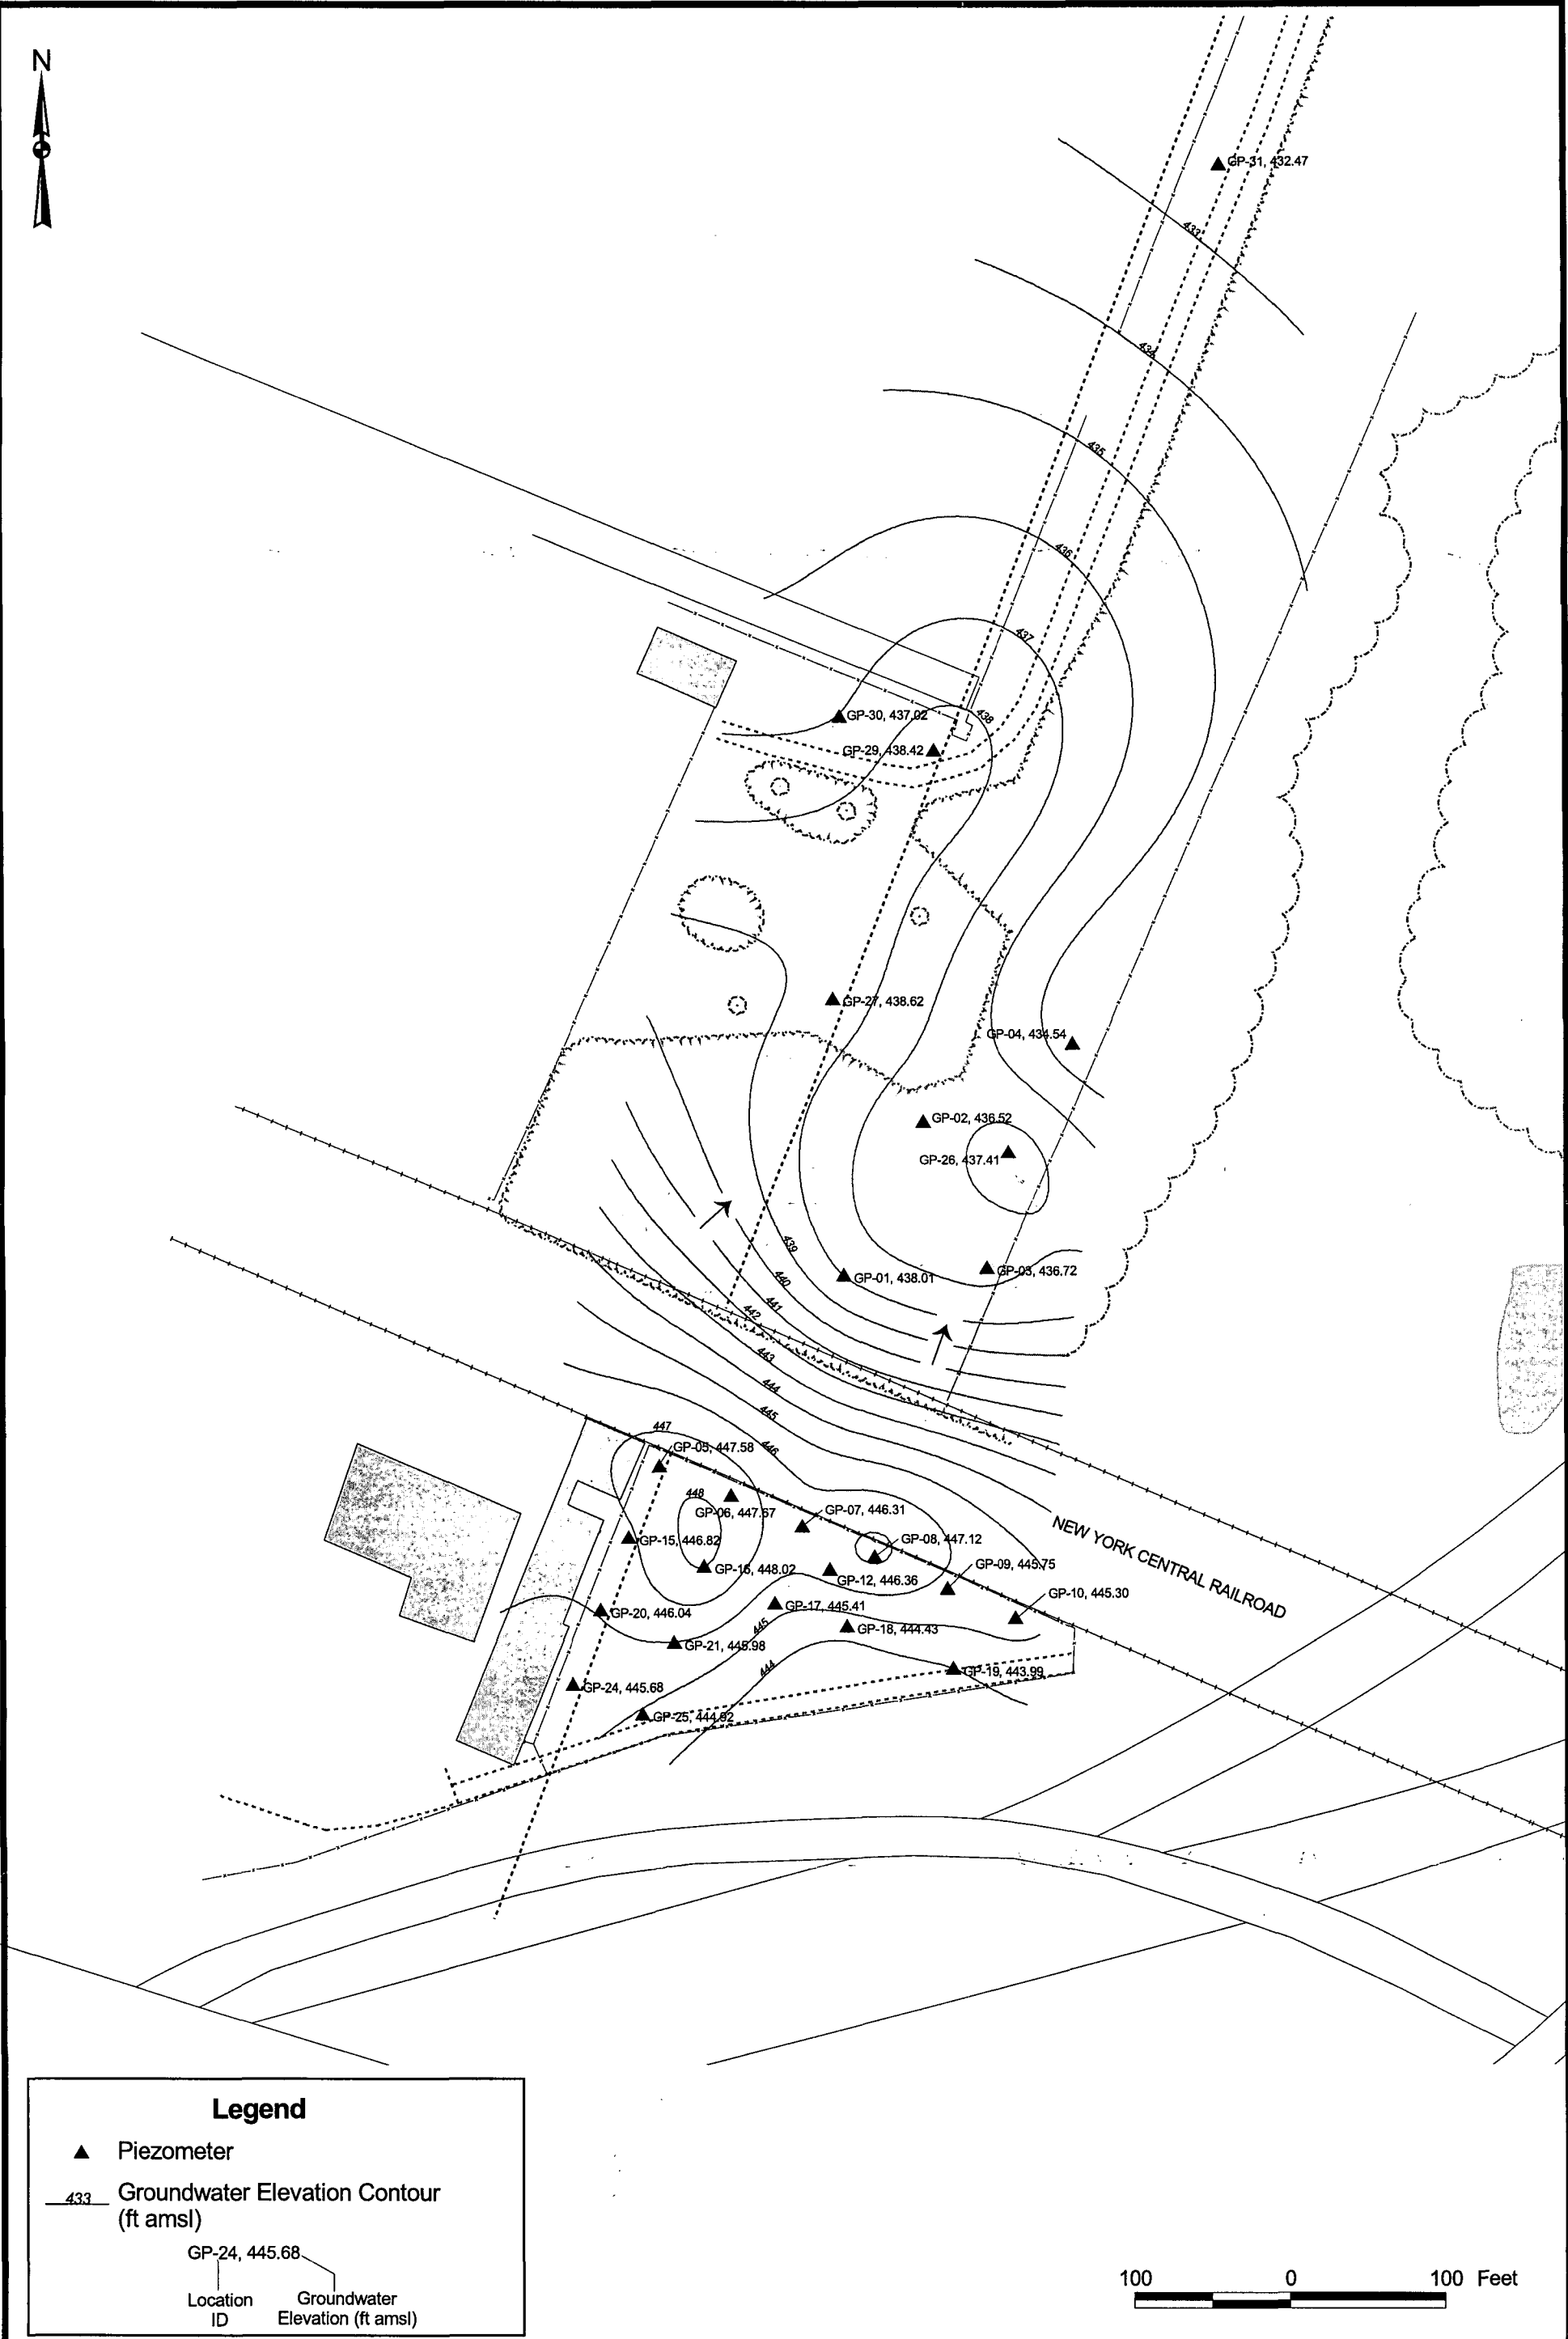 N
GP-31, 432.47
433
434
435
436
437
GP-30, 437.02
438
GP-29, 438.42
GP-27, 438.62
GP-04, 434.54
GP-02, 436.52
GP-26, 437.41
439
GP-03, 436.72
GP-01, 438.01
440
441
442
443
444
445
446
447
GP-05, 447.58
448
GP-06, 447.67
GP-07, 446.31
GP-15, 446.82
GP-08, 447.12
NEW YORK CENTRAL RAILROAD
GP-16, 448.02
GP-12, 446.36
GP-09, 445.75
GP-10, 445.30
GP-17, 445.41
GP-20, 446.04
445
GP-18, 444.43
GP-21, 445.98
444
GP-19, 443.99
GP-24, 445.68
GP-25, 444.92
Legend
Piezometer
433 Groundwater Elevation Contour
(ft amsl)
GP-24, 445.68
Location
ID
Groundwater
Elevation (ft amsl)
100 0 100 Feet